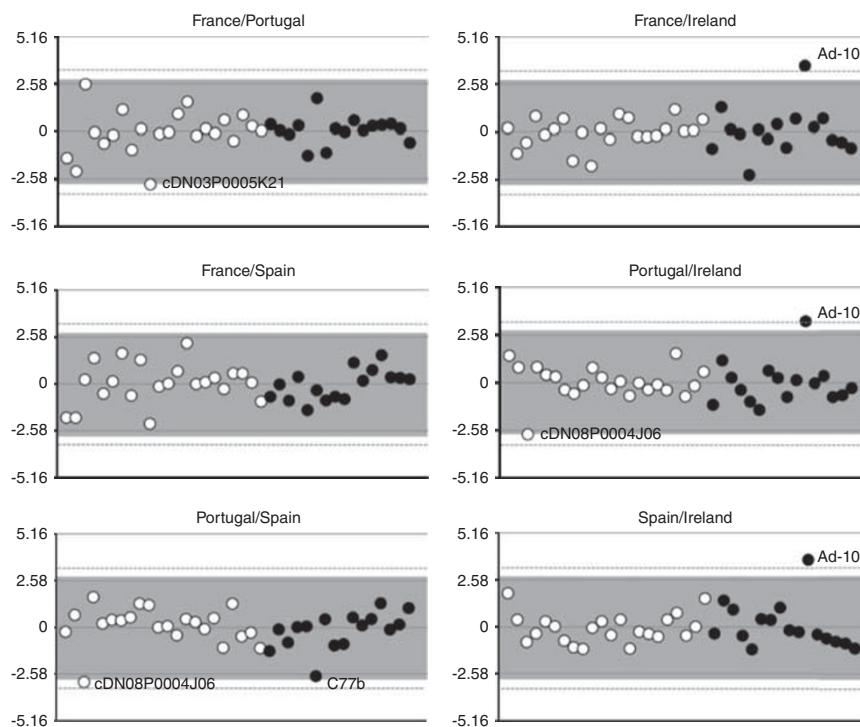 France/Portugal
5.16
2.58
0
-2.58
-5.16
cDN03P0005K21
France/Ireland
5.16
2.58
0
-2.58
-5.16
Ad-10
France/Spain
5.16
2.58
0
-2.58
-5.16
Portugal/Ireland
5.16
2.58
0
-2.58
-5.16
Ad-10
cDN08P0004J06
Portugal/Spain
5.16
2.58
0
-2.58
-5.16
cDN08P0004J06
C77b
Spain/Ireland
5.16
2.58
0
-2.58
-5.16
Ad-10